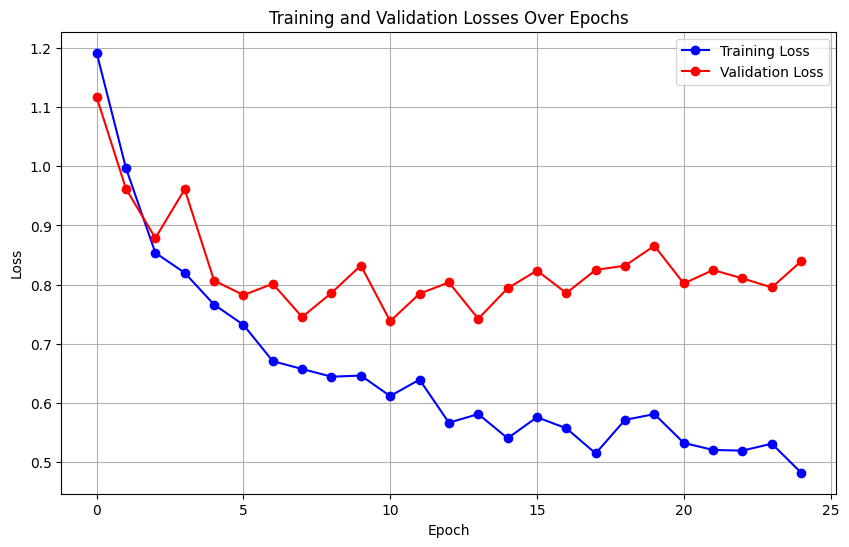 Training and Validation Losses Over Epochs
Training Loss
Validation Loss
1.2
1.1
1.0
0.9
0.8
0.7
0.6
0.5
Loss
0
5
10
15
20
25
Epoch